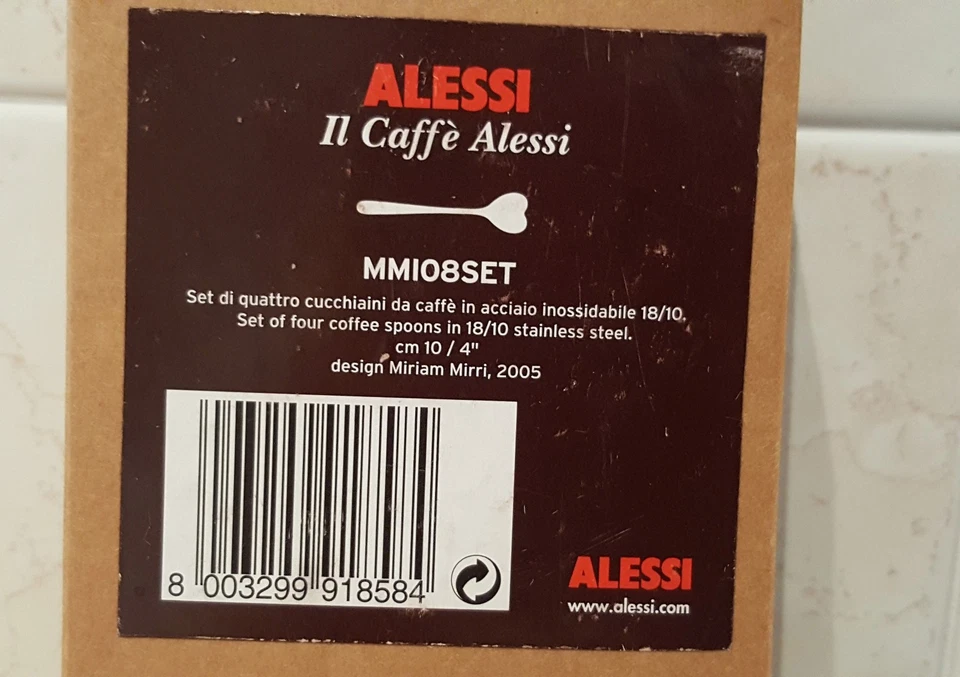 ALESSI
Il Caffè Alessi
MMI08SET
Set di quattro cucchiaini da caffè in acciaio inossidabile 18/10.
Set of four coffee spoons in 18/10 stainless steel.
cm 10 / 4"
design Miriam Mirri, 2005
8 003299 918584
ALESSI
www.alessi.com